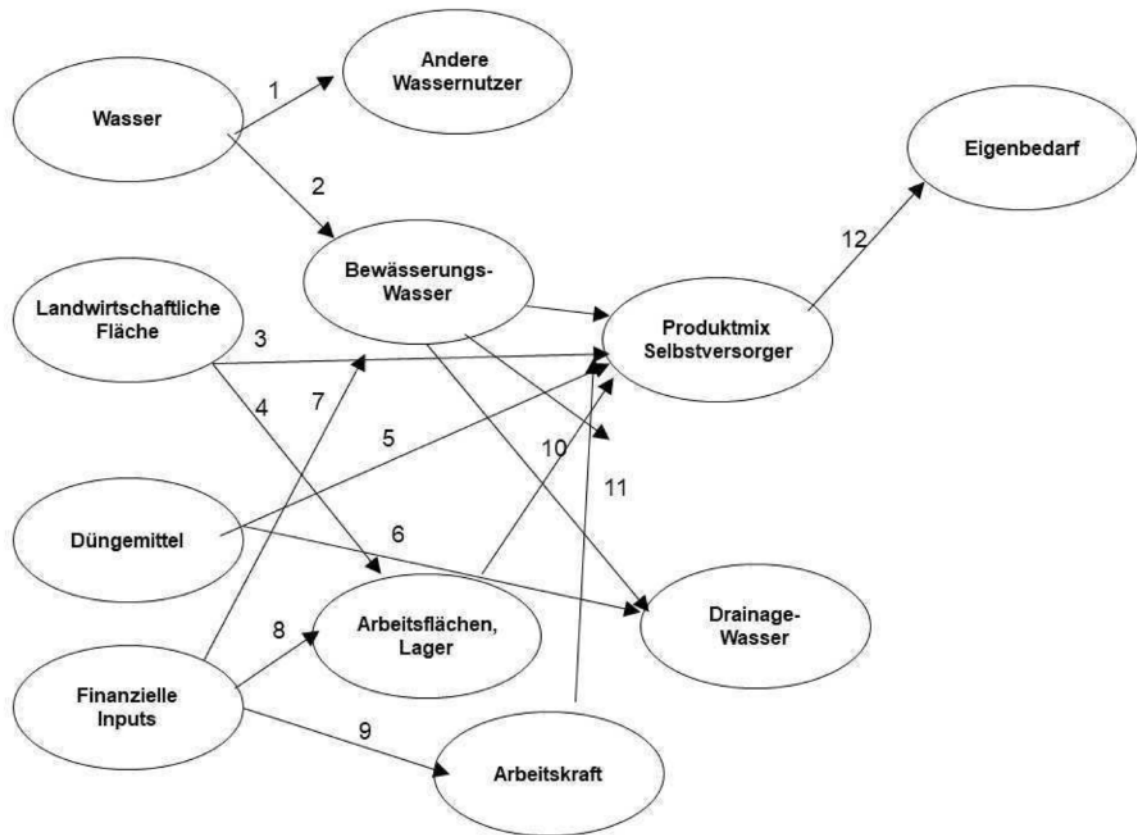 Andere
Wassernutzer
1
Wasser
Eigenbedarf
2
12
Bewässerungs-
Wasser
Landwirtschaftliche
Fläche
3
Produktmix
Selbstversorger
7
4
5
10
11
6
Düngemittel
8
Arbeitsflächen,
Lager
Drainage-
Wasser
Finanzielle
Inputs
9
Arbeitskraft